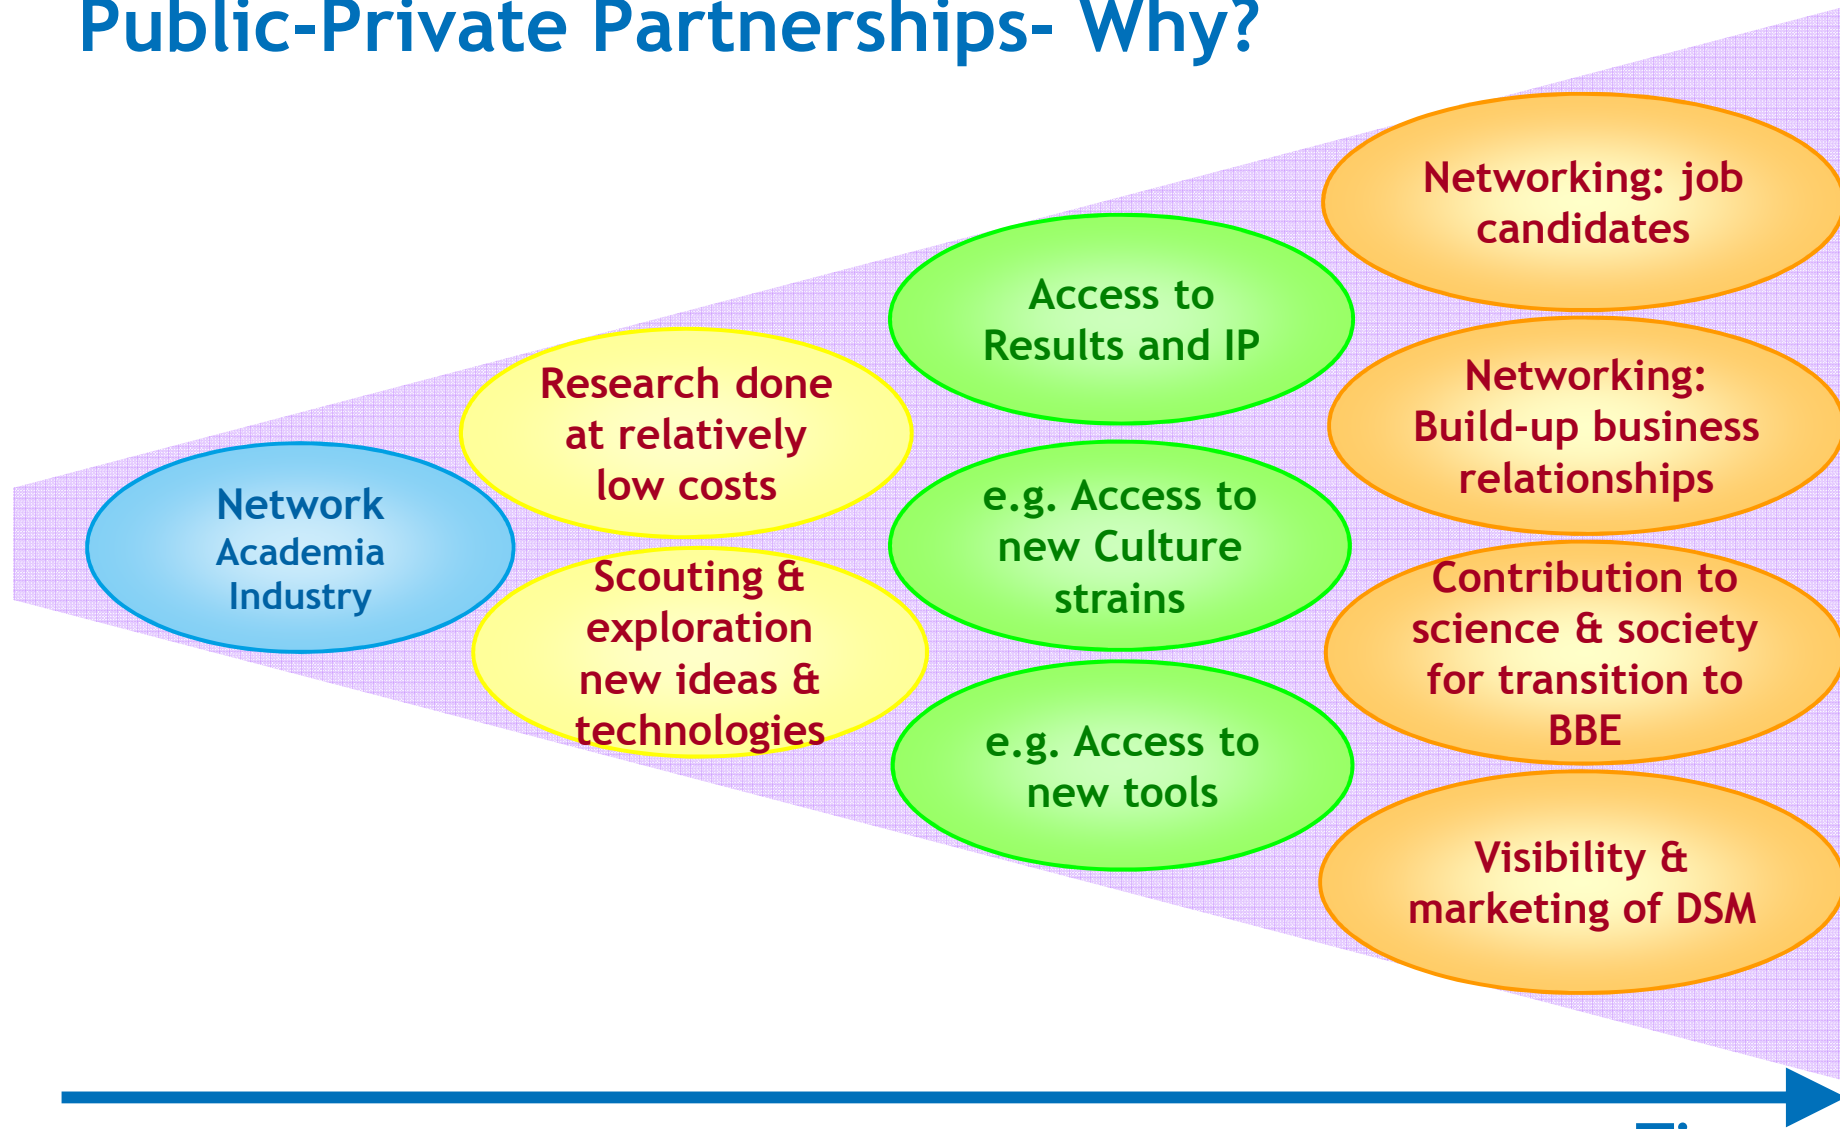 Public-Private Partnerships- Why?
Network
Academia
Industry
Research done
at relatively
low costs
Scouting &
exploration
new ideas &
technologies
Access to
Results and IP
e.g. Access to
new Culture
strains
e.g. Access to
new tools
Networking: job
candidates
Networking:
Build-up business
relationships
Contribution to
science & society
for transition to
BBE
Visibility &
marketing of DSM